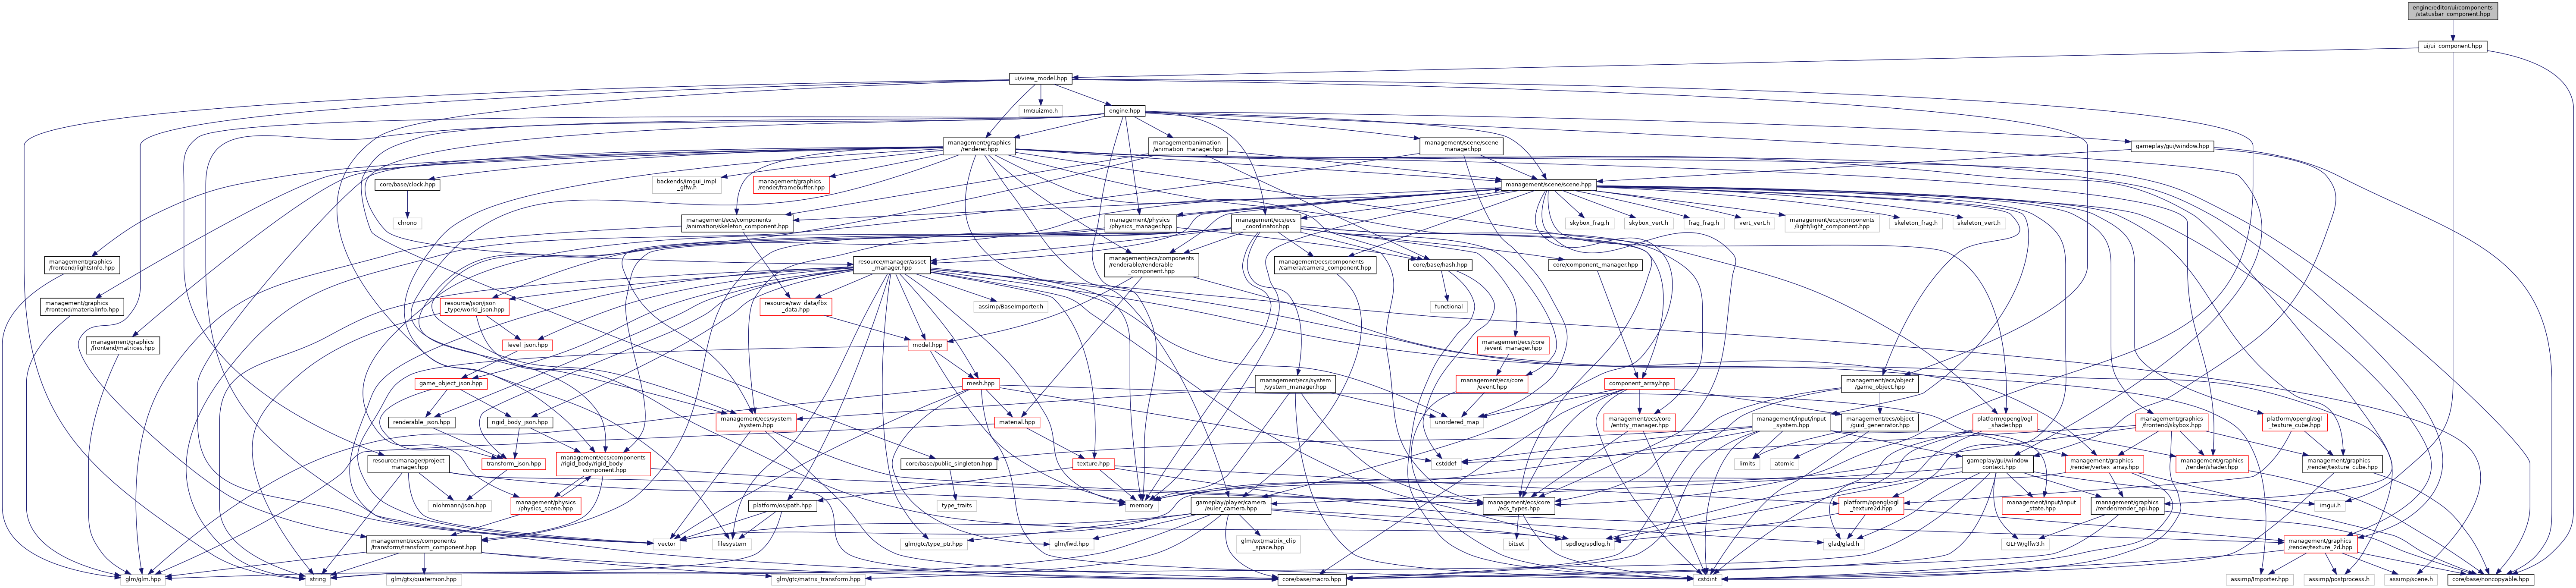 engine/editor/ui/components
/statusbar_component.hpp
ui/ui_component.hpp
ui/view_model.hpp
ImGuizmo.h
engine.hpp
management/graphics
/renderer.hpp
management/animation
/animation_manager.hpp
management/scene/scene
_manager.hpp
gameplay/gui/window.hpp
core/base/clock.hpp
backends/imgui_impl
_glfw.h
management/graphics
/render/framebuffer.hpp
management/scene/scene.hpp
chrono
management/ecs/components
/animation/skeleton_component.hpp
management/physics
/physics_manager.hpp
management/ecs/ecs
_coordinator.hpp
skybox_frag.h
skybox_vert.h
frag_frag.h
vert_vert.h
management/ecs/components
/light/light_component.hpp
skeleton_frag.h
skeleton_vert.h
management/graphics
/frontend/lightsInfo.hpp
resource/manager/asset
_manager.hpp
management/ecs/components
/renderable/renderable
_component.hpp
management/ecs/components
/camera/camera_component.hpp
core/base/hash.hpp
core/component_manager.hpp
management/graphics
/frontend/materialInfo.hpp
resource/json/json
_type/world_json.hpp
resource/raw_data/fbx
_data.hpp
assimp/BaseImporter.h
functional
management/graphics
/frontend/matrices.hpp
level_json.hpp
model.hpp
management/ecs/core
/event_manager.hpp
game_object_json.hpp
mesh.hpp
management/ecs/system
/system_manager.hpp
management/ecs/core
/event.hpp
component_array.hpp
management/ecs/object
/game_object.hpp
renderable_json.hpp
rigid_body_json.hpp
management/ecs/system
/system.hpp
material.hpp
unordered_map
management/ecs/core
/entity_manager.hpp
management/input/input
_system.hpp
management/ecs/object
/guid_genenrator.hpp
platform/opengl/ogl
_shader.hpp
management/graphics
/frontend/skybox.hpp
platform/opengl/ogl
_texture_cube.hpp
resource/manager/project
_manager.hpp
transform_json.hpp
management/ecs/components
/rigid_body/rigid_body
_component.hpp
core/base/public_singleton.hpp
texture.hpp
cstddef
limits
atomic
gameplay/gui/window
_context.hpp
management/graphics
/render/vertex_array.hpp
management/graphics
/render/shader.hpp
management/graphics
/render/texture_cube.hpp
nlohmann/json.hpp
management/physics
/physics_scene.hpp
platform/os/path.hpp
type_traits
memory
gameplay/player/camera
/euler_camera.hpp
management/ecs/core
/ecs_types.hpp
platform/opengl/ogl
_texture2d.hpp
management/input/input
_state.hpp
management/graphics
/render/render_api.hpp
imgui.h
management/ecs/components
/transform/transform_component.hpp
vector
filesystem
glm/gtc/type_ptr.hpp
glm/fwd.hpp
glm/ext/matrix_clip
_space.hpp
bitset
spdlog/spdlog.h
glad/glad.h
GLFW/glfw3.h
management/graphics
/render/texture_2d.hpp
glm/glm.hpp
string
glm/gtx/quaternion.hpp
glm/gtc/matrix_transform.hpp
core/base/macro.hpp
cstdint
assimp/Importer.hpp
assimp/postprocess.h
assimp/scene.h
core/base/noncopyable.hpp